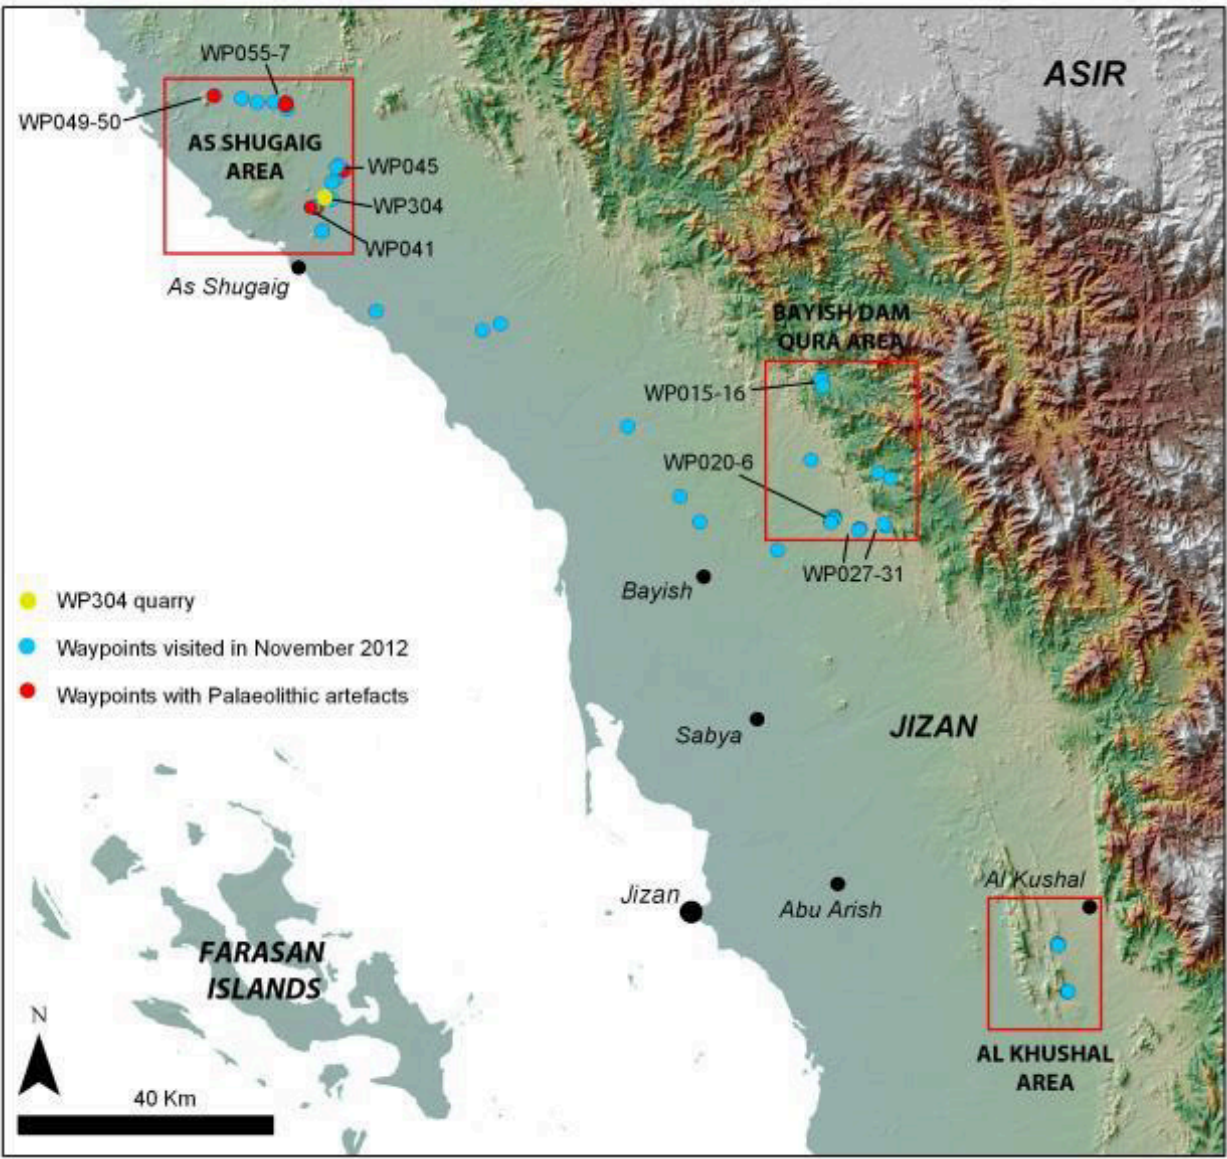 WP055-7
ASIR
WP049-50
AS SHUGAIG
AREA
WP045
WP304
WP041
As Shugaig
BAYISH DAM
QURA AREA
WP015-16
WP020-6
WP027-31
Bayish
WP304 quarry
Waypoints visited in November 2012
Waypoints with Palaeolithic artefacts
Sabya
JIZAN
Al Kushal
Jizan
Abu Arish
FARASAN
ISLANDS
N
AL KHUSHAL
AREA
40 Km